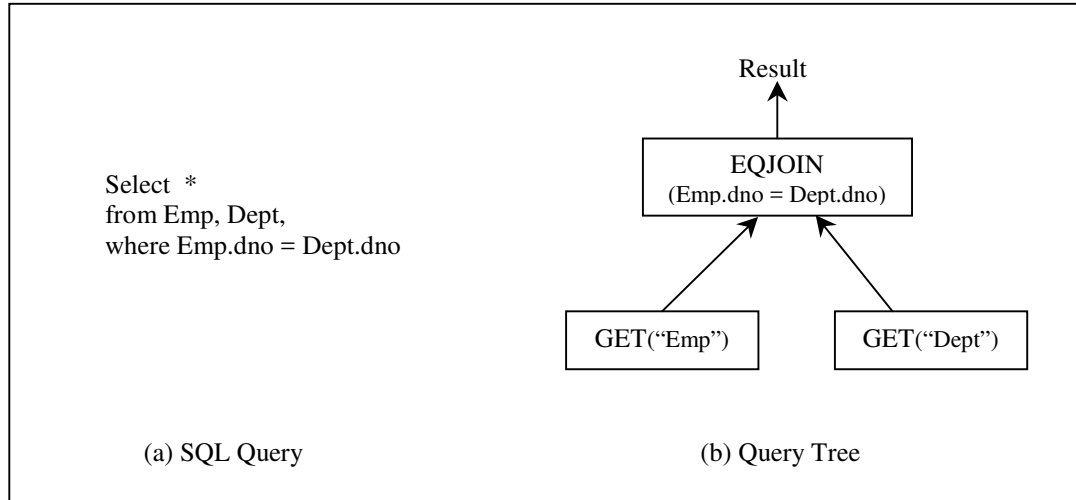 Select *
from Emp, Dept,
where Emp.dno = Dept.dno
Result
EQJOIN
(Emp.dno = Dept.dno)
GET(“Emp”)
GET(“Dept”)
(a) SQL Query
(b) Query Tree